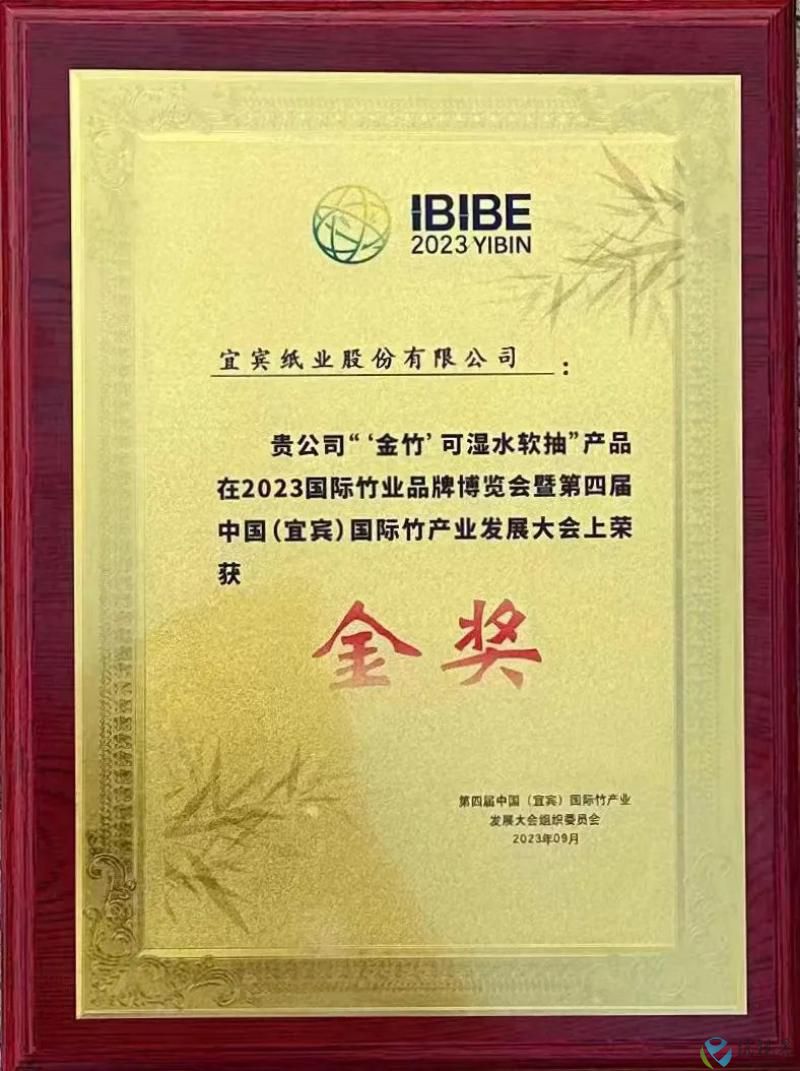 IBIBE
2023 YIBIN
宜宾纸业股份有限公司：
贵公司“‘金竹’可湿水软抽”产品
在2023国际竹业品牌博览会暨第四届
中国（宜宾）国际竹产业发展大会上荣
获
金奖
第四届中国（宜宾）国际竹产业
发展大会组织委员会
2023年09月